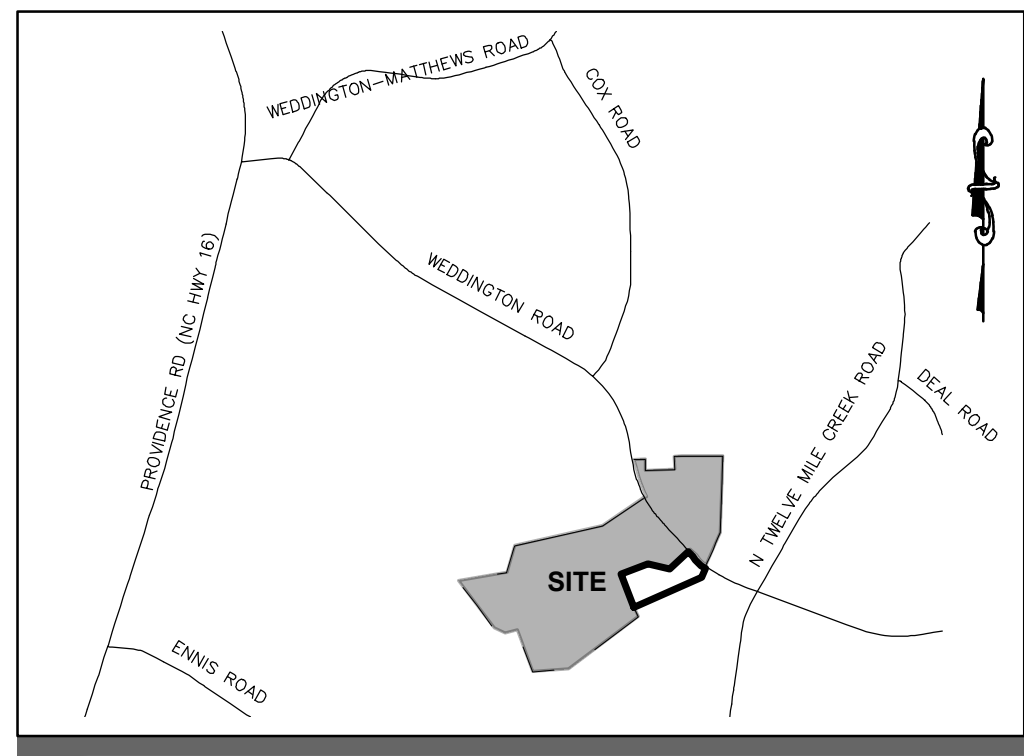 WEDDINGTON-MATTHEWS ROAD
COX ROAD
PROVIDENCE RD (NC HWY 16)
WEDDINGTON ROAD
N TWELVE MILE CREEK ROAD
DEAL ROAD
SITE
ENNIS ROAD